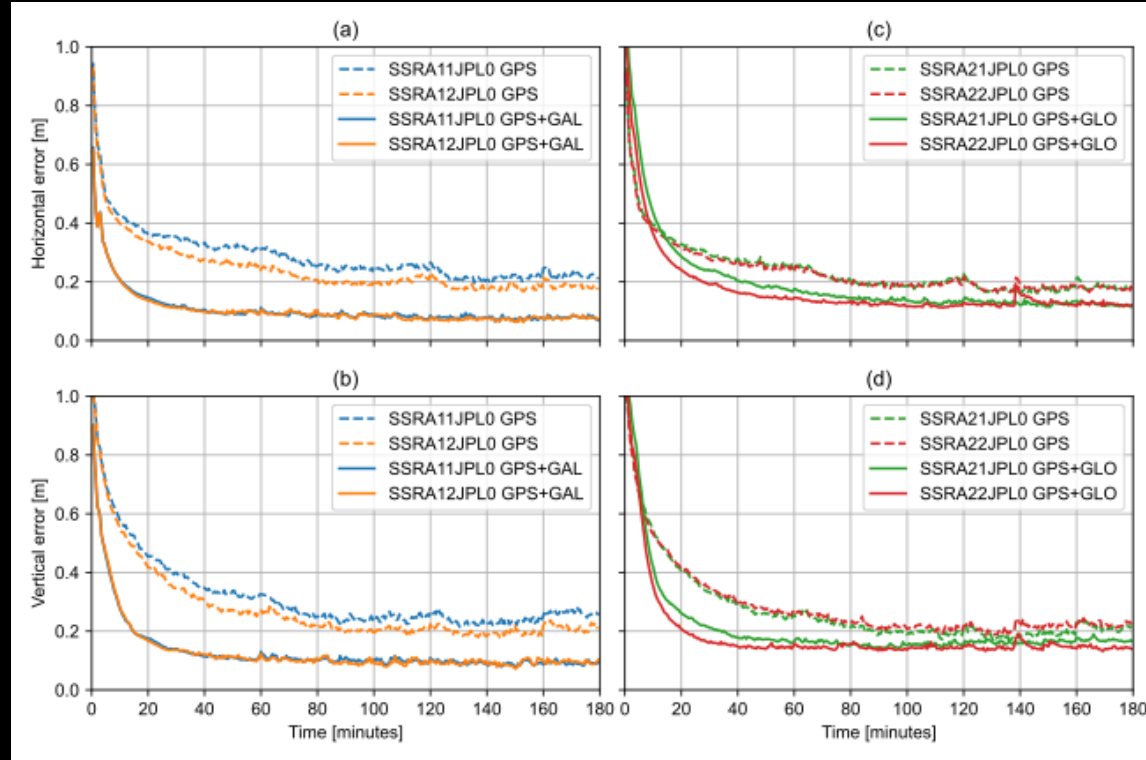 (a)
1.0
0.8
0.6
0.4
0.2
0.0
Horizontal error [m]
SSRA11JPL0 GPS
SSRA12JPL0 GPS
SSRA11JPL0 GPS+GAL
SSRA12JPL0 GPS+GAL
(c)
SSRA21JPL0 GPS
SSRA22JPL0 GPS
SSRA21JPL0 GPS+GLO
SSRA22JPL0 GPS+GLO
(b)
1.0
0.8
0.6
0.4
0.2
0.0
Vertical error [m]
SSRA11JPL0 GPS
SSRA12JPL0 GPS
SSRA11JPL0 GPS+GAL
SSRA12JPL0 GPS+GAL
0 20 40 60 80 100 120 140 160 180
Time [minutes]
(d)
SSRA21JPL0 GPS
SSRA22JPL0 GPS
SSRA21JPL0 GPS+GLO
SSRA22JPL0 GPS+GLO
0 20 40 60 80 100 120 140 160 180
Time [minutes]